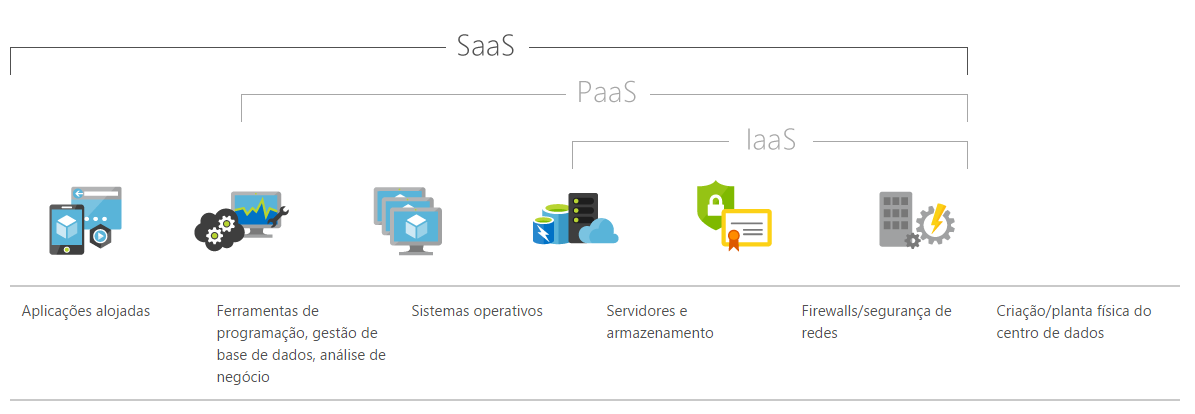 SaaS
PaaS
IaaS
Aplicações alojadas
Ferramentas de
programação, gestão de
base de dados, análise de
negócio
Sistemas operativos
Servidores e
armazenamento
Firewalls/segurança de
redes
Criação/planta física do
centro de dados